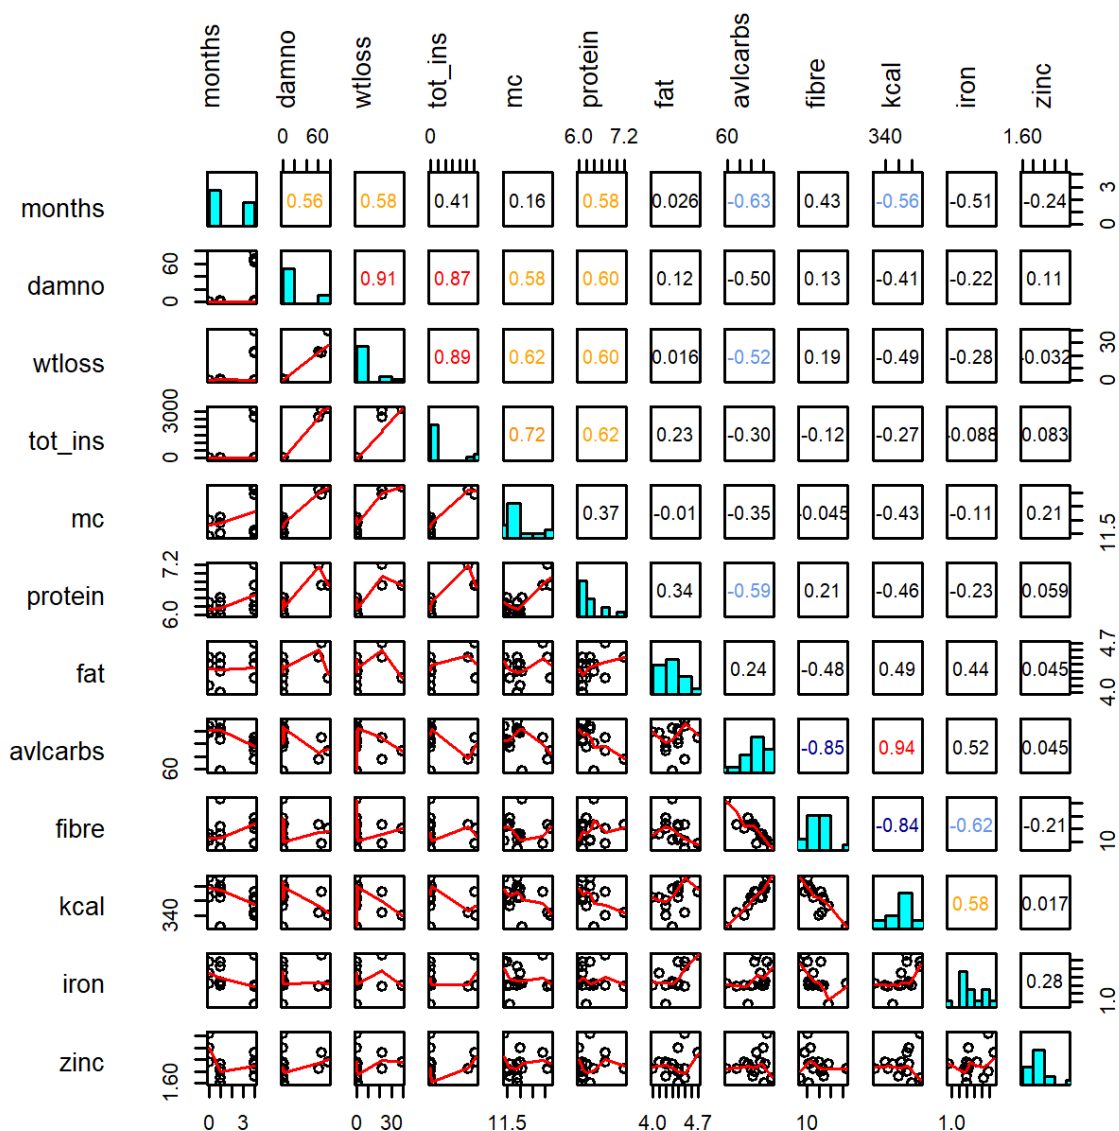 months damno wtloss tot_ins mc protein fat avlcarbs fibre kcal iron zinc
0 60 0 6.0 7.2 60 340 1.60
months 0.56 0.58 0.41 0.16 0.58 0.026 -0.63 0.43 -0.56 -0.51 -0.24 0 3
0 60 damno 0.91 0.87 0.58 0.60 0.12 -0.50 0.13 -0.41 -0.22 0.11
wtloss 0.89 0.62 0.60 0.016 -0.52 0.19 -0.49 -0.28 -0.032 0 30
0 3000 tot_ins 0.72 0.62 0.23 -0.30 -0.12 -0.27 -0.088 0.083
mc 0.37 -0.01 -0.35 -0.045 -0.43 -0.11 0.21 11.5
6.0 7.2 protein 0.34 -0.59 0.21 -0.46 -0.23 0.059
fat 0.24 -0.48 0.49 0.44 0.045 4.0 4.7
60 avlcarbs -0.85 0.94 0.52 0.045
fibre -0.84 -0.62 -0.21 10
340 kcal 0.58 0.017
iron 0.28 1.0
1.60 zinc
0 3 0 30 11.5 4.0 4.7 10 1.0